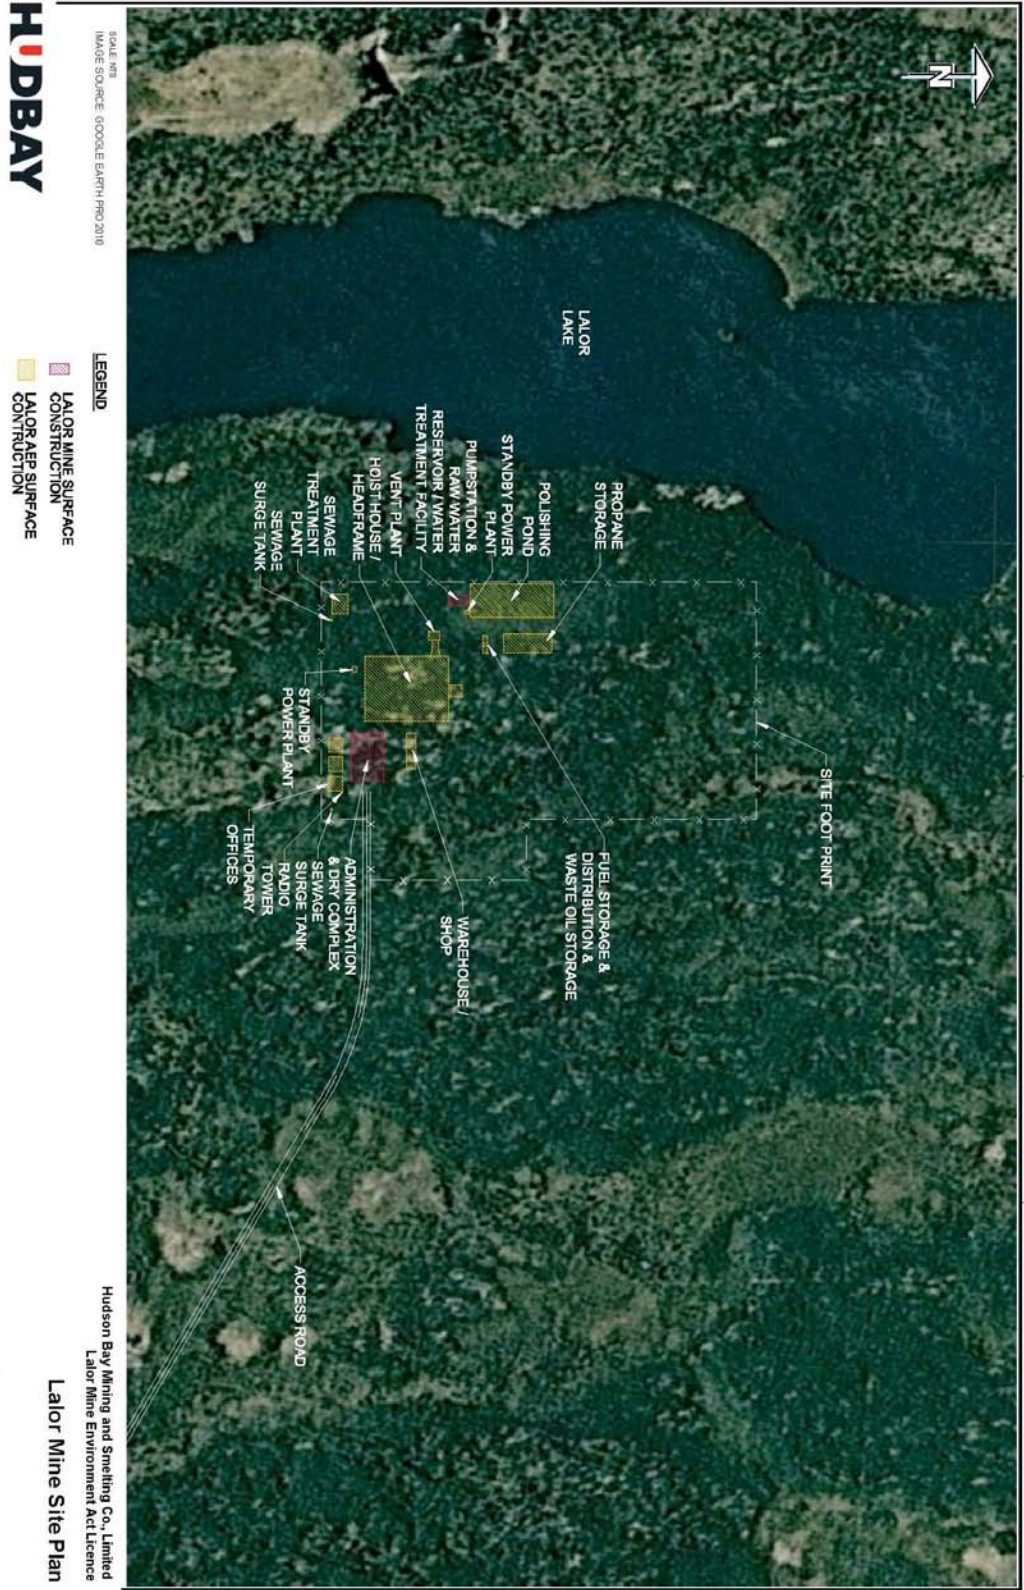 N
LALOR
LAKE
PROPANE
STORAGE
POLISHING
POND
STANDBY POWER
PLANT
PUMPSTATION &
RAW WATER
RESERVOIR / WATER
TREATMENT FACILITY
VENT PLANT
HOIST HOUSE /
HEADFRAME
SEWAGE
TREATMENT
PLANT
SEWAGE
SURGE TANK
SITE FOOT PRINT
FUEL STORAGE &
DISTRIBUTION &
WASTE OIL STORAGE
WAREHOUSE /
SHOP
ADMINISTRATION
& DRY COMPLEX
SEWAGE
SURGE TANK
RADIO
TOWER
TEMPORARY
OFFICES
STANDBY
POWER PLANT
ACCESS ROAD
SCALE: NTS
IMAGE SOURCE: GOOGLE EARTH PRO 2010
HUDBAY
LEGEND
LALOR MINE SURFACE
CONSTRUCTION
LALOR AEP SURFACE
CONTRUCTION
Hudson Bay Mining and Smelting Co., Limited
Lalor Mine Environment Act Licence
Lalor Mine Site Plan